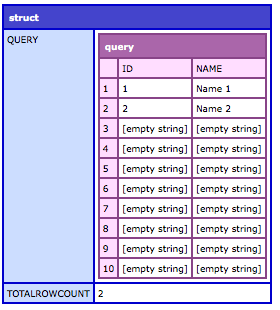 struct
QUERY
query
ID NAME
1 1 Name 1
2 2 Name 2
3 [empty string] [empty string]
4 [empty string] [empty string]
5 [empty string] [empty string]
6 [empty string] [empty string]
7 [empty string] [empty string]
8 [empty string] [empty string]
9 [empty string] [empty string]
10 [empty string] [empty string]
TOTALROWCOUNT 2